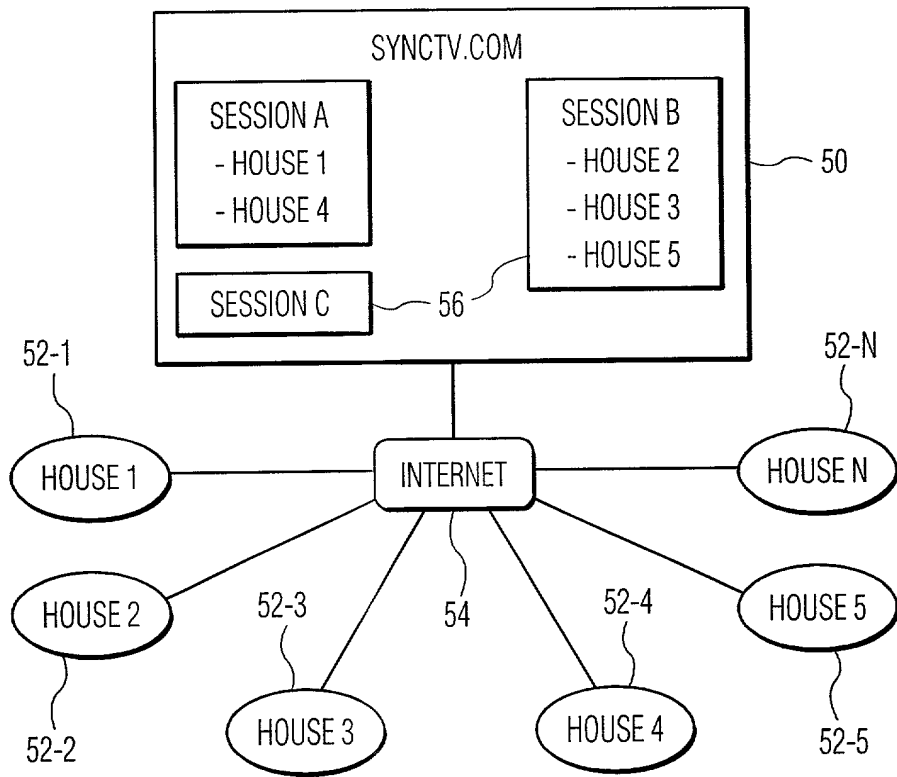 SYNCTV.COM
SESSION A
- HOUSE 1
- HOUSE 4
SESSION B
- HOUSE 2
- HOUSE 3
- HOUSE 5
50
SESSION C
56
52-1
52-N
HOUSE 1
INTERNET
HOUSE N
54
HOUSE 2
52-3
52-4
HOUSE 5
52-2
HOUSE 3
HOUSE 4
52-5